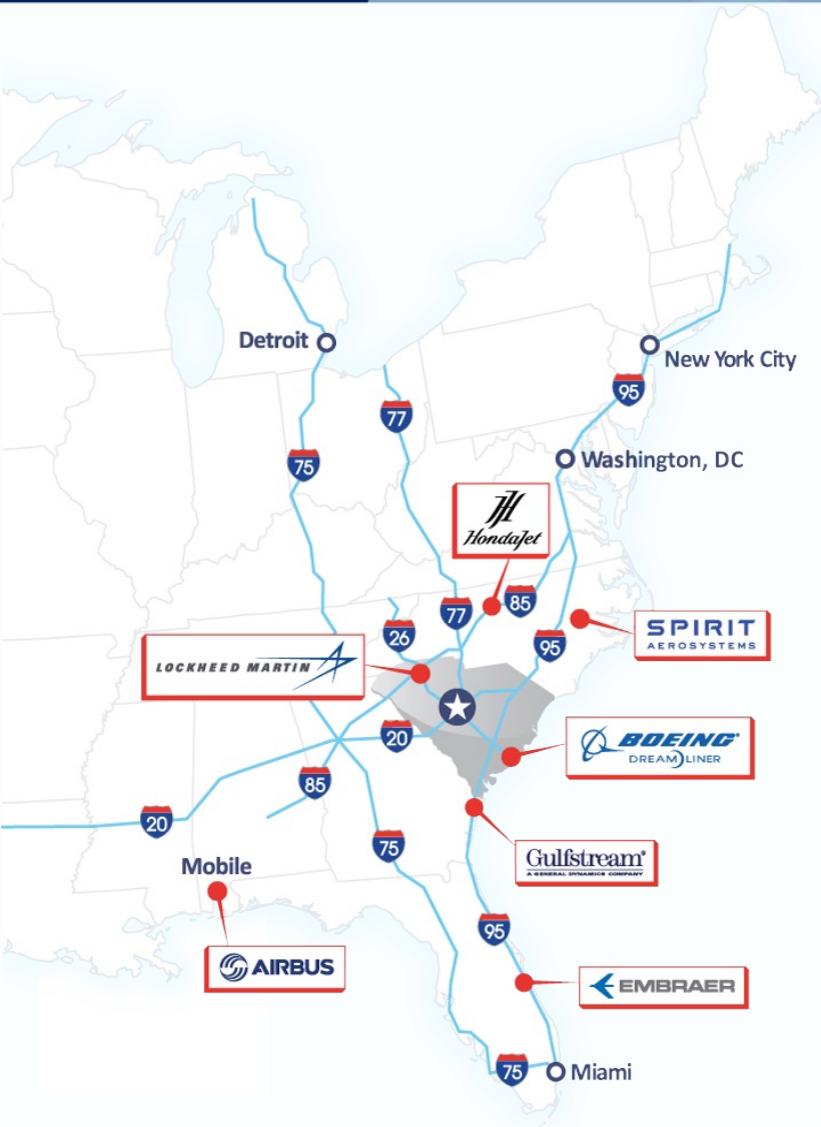 Detroit
New York City
95
77
75
Washington, DC
HondaJet
85
77
26
95
SPIRIT
AEROSYSTEMS
LOCKHEED MARTIN
20
BOEING®
DREAMLINER
85
20
75
Gulfstream®
A GENERAL DYNAMICS COMPANY
Mobile
95
AIRBUS
EMBRAER
75
Miami